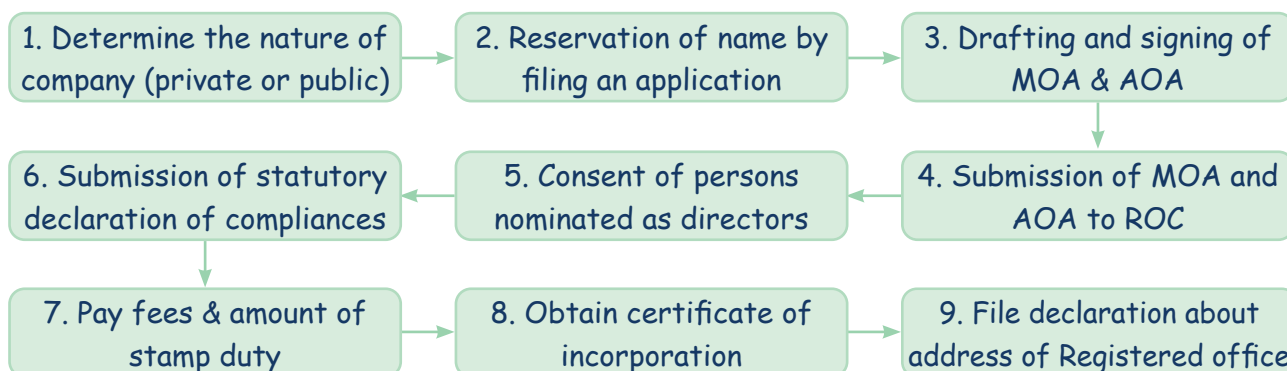 1. Determine the nature of
company (private or public)
2. Reservation of name by
filing an application
3. Drafting and signing of
MOA & AOA
4. Submission of MOA and
AOA to ROC
5. Consent of persons
nominated as directors
6. Submission of statutory
declaration of compliances
7. Pay fees & amount of
stamp duty
8. Obtain certificate of
incorporation
9. File declaration about
address of Registered office